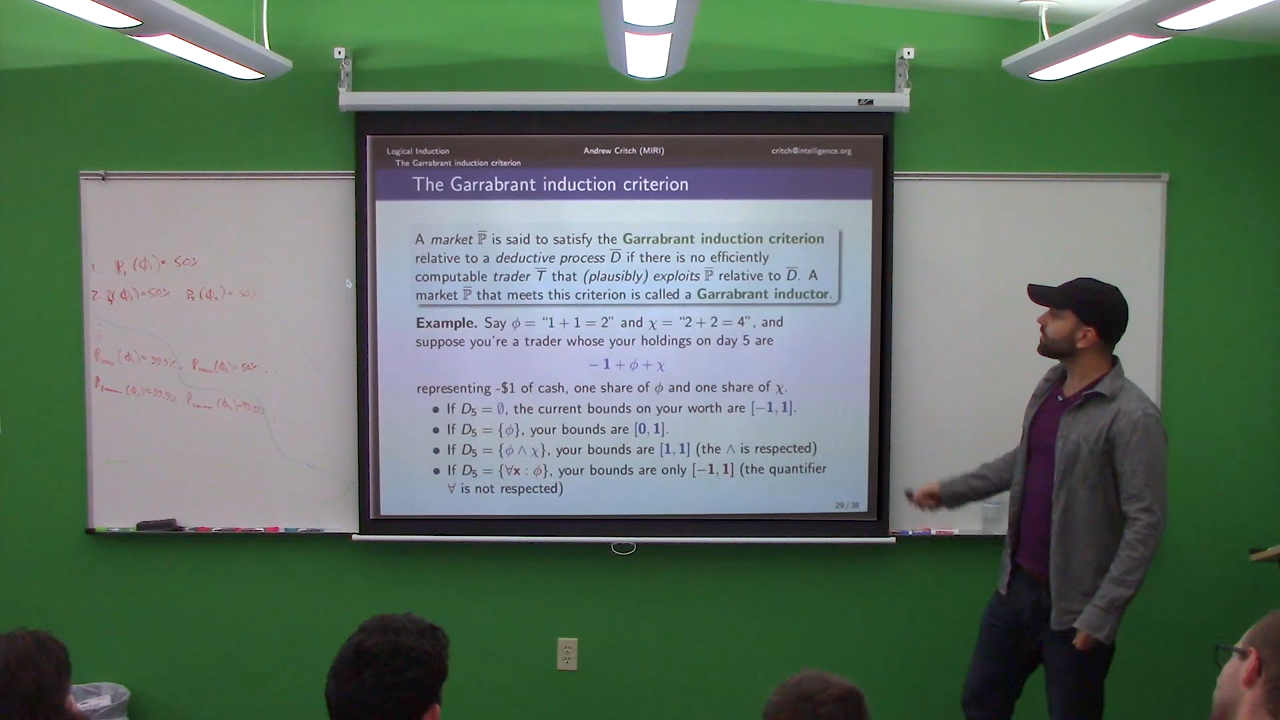 Logical Induction
Andrew Critch (MIRI)
critch@intelligence.org
The Garrabrant induction criterion
The Garrabrant induction criterion
A market ℙ̅ is said to satisfy the Garrabrant induction criterion
relative to a deductive process D̅ if there is no efficiently
computable trader T̅ that (plausibly) exploits ℙ̅ relative to D̅. A
market ℙ̅ that meets this criterion is called a Garrabrant inductor.
Example. Say ϕ = “1 + 1 = 2” and χ = “2 + 2 = 4”, and
suppose you're a trader whose your holdings on day 5 are
−1 + ϕ + χ
representing -$1 of cash, one share of ϕ and one share of χ.
• If D₅ = ∅, the current bounds on your worth are [−1, 1].
• If D₅ = {ϕ}, your bounds are [0, 1].
• If D₅ = {ϕ ∧ χ}, your bounds are [1, 1] (the ∧ is respected)
• If D₅ = {∀x : ϕ}, your bounds are only [−1, 1] (the quantifier
∀ is not respected)
29 / 38